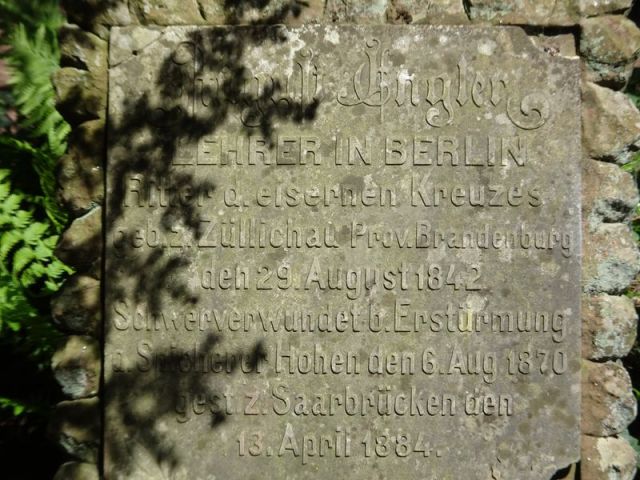 August Engler
LEHRER IN BERLIN
Ritter d. eisernen Kreuzes
geb. z. Züllichau Prov. Brandenburg
den 29. August 1842.
Schwerverwundet b. Erstürmung
d. Spicherer Hohen den 6. Aug 1870
gest. z. Saarbrücken den
13. April 1884.